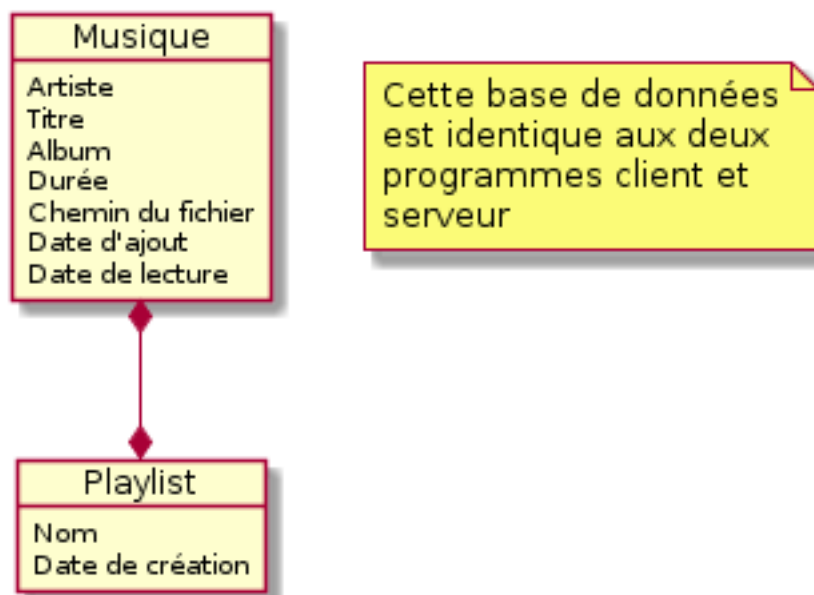 Musique
Artiste
Titre
Album
Durée
Chemin du fichier
Date d'ajout
Date de lecture
Cette base de données
est identique aux deux
programmes client et
serveur
Playlist
Nom
Date de création